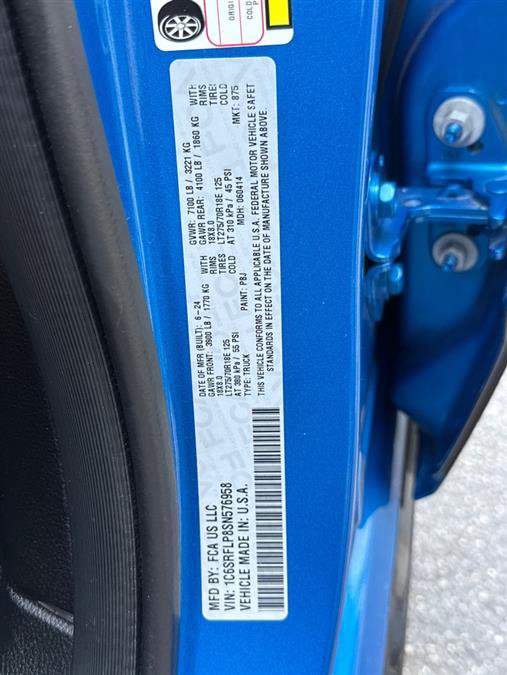 ORIGI
COLD
MFD BY: FCA US LLC
DATE OF MFR (BUILT): 6-24
GVWR: 7100 LB / 3221 KG
GAWR FRONT: 3900 LB / 1770 KG WITH
GAWR REAR: 4100 LB / 1860 KG WITH
18X8.0 RIMS
18X8.0 RIMS
LT275/70R18E 125 TIRES
LT275/70R18E 125 TIRES
AT 380 kPa / 55 PSI COLD
AT 310 kPa / 45 PSI COLD
VIN: 1C6SRFLP8SN576958
TYPE: TRUCK
PAINT: PBJ
MDH: 060414
MKT: 875
VEHICLE MADE IN: U.S.A.
THIS VEHICLE CONFORMS TO ALL APPLICABLE U.S.A. FEDERAL MOTOR VEHICLE SAFET
STANDARDS IN EFFECT ON THE DATE OF MANUFACTURE SHOWN ABOVE.